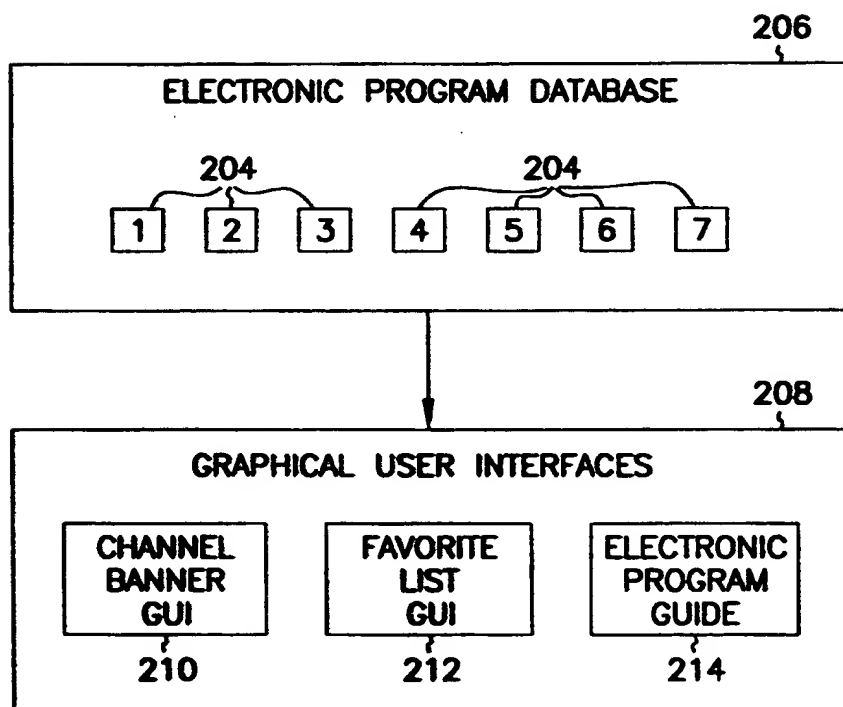 206
ELECTRONIC PROGRAM DATABASE
204 204
1 2 3 4 5 6 7
208
GRAPHICAL USER INTERFACES
CHANNEL
BANNER
GUI
210
FAVORITE
LIST
GUI
212
ELECTRONIC
PROGRAM
GUIDE
214